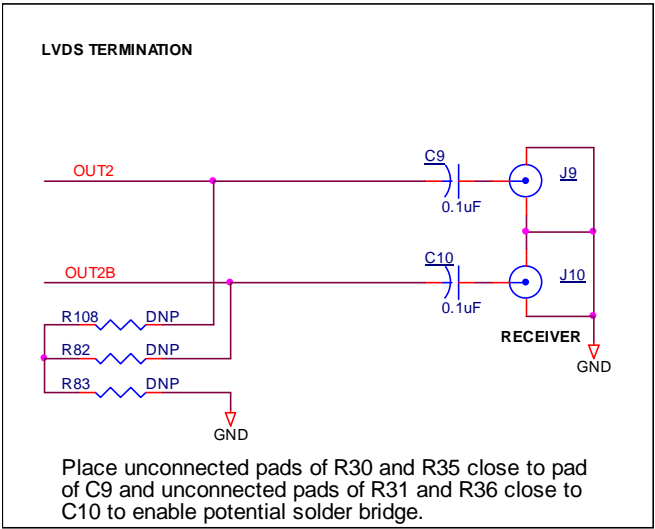 LVDS TERMINATION
OUT2
C9
J9
0.1uF
OUT2B
C10
J10
0.1uF
R108 DNP
RECEIVER
R82 DNP
GND
R83 DNP
GND
Place unconnected pads of R30 and R35 close to pad
of C9 and unconnected pads of R31 and R36 close to
C10 to enable potential solder bridge.